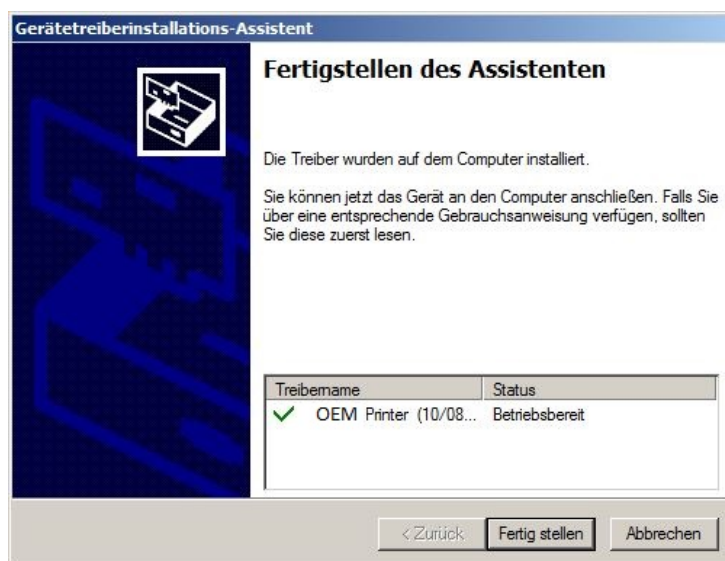 Gerätetreiberinstallations-Assistent
Fertigstellen des Assistenten
Die Treiber wurden auf dem Computer installiert.
Sie können jetzt das Gerät an den Computer anschließen. Falls Sie
über eine entsprechende Gebrauchsanweisung verfügen, sollten
Sie diese zuerst lesen.
Treibername Status
OEM Printer (10/08... Betriebsbereit
< Zurück Fertig stellen Abbrechen